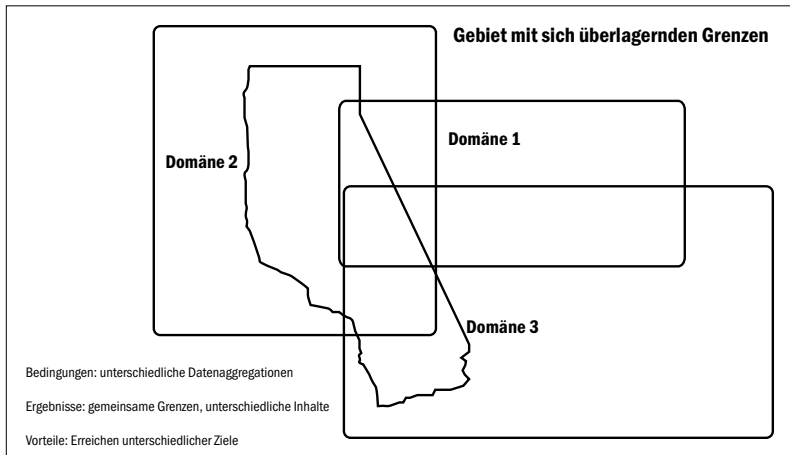 Gebiet mit sich überlagernden Grenzen
Domäne 1
Domäne 2
Domäne 3
Bedingungen: unterschiedliche Datenaggregationen
Ergebnisse: gemeinsame Grenzen, unterschiedliche Inhalte
Vorteile: Erreichen unterschiedlicher Ziele